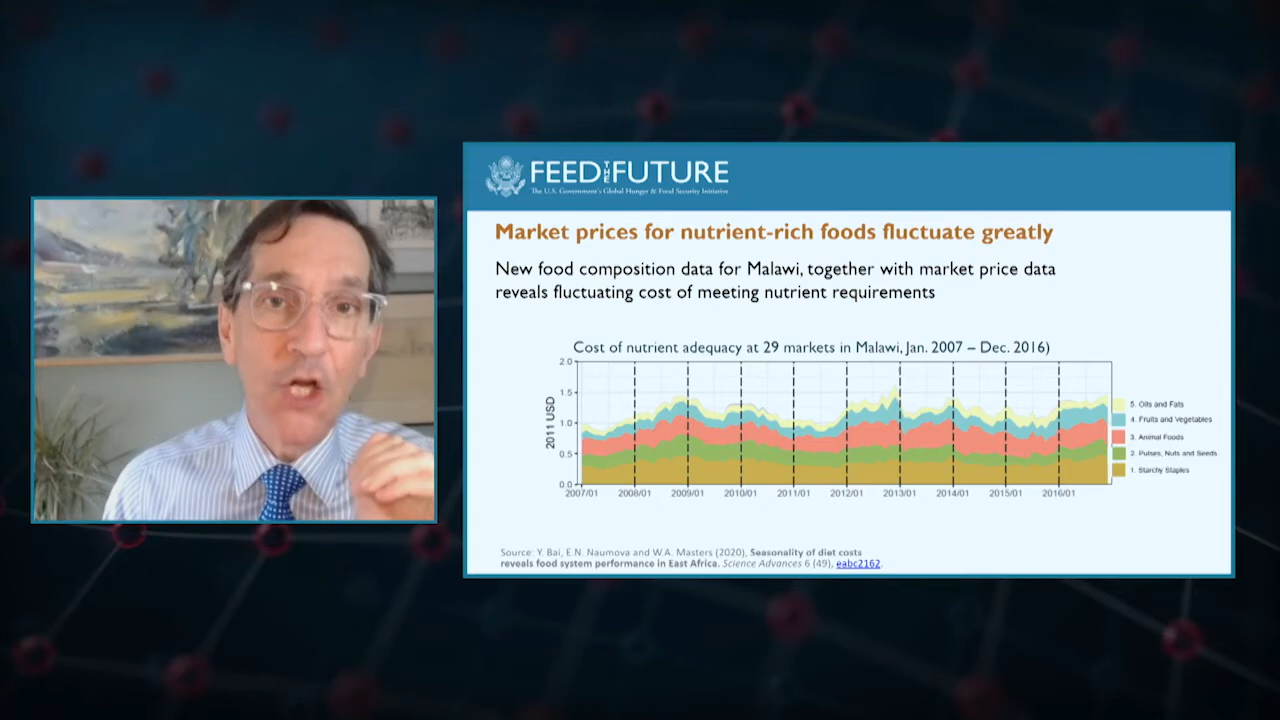 FEED THE FUTURE
The U.S. Government's Global Hunger & Food Security Initiative
Market prices for nutrient-rich foods fluctuate greatly
New food composition data for Malawi, together with market price data
reveals fluctuating cost of meeting nutrient requirements
Cost of nutrient adequacy at 29 markets in Malawi, Jan. 2007 – Dec. 2016)
2011 USD
2.0
1.5
1.0
0.5
0.0
2007/01 2008/01 2009/01 2010/01 2011/01 2012/01 2013/01 2014/01 2015/01 2016/01
5. Oils and Fats
4. Fruits and Vegetables
3. Animal Foods
2. Pulses, Nuts and Seeds
1. Starchy Staples
Source: Y. Bai, E.N. Naumova and W.A. Masters (2020), Seasonality of diet costs
reveals food system performance in East Africa. Science Advances 6 (49), eabc2162.